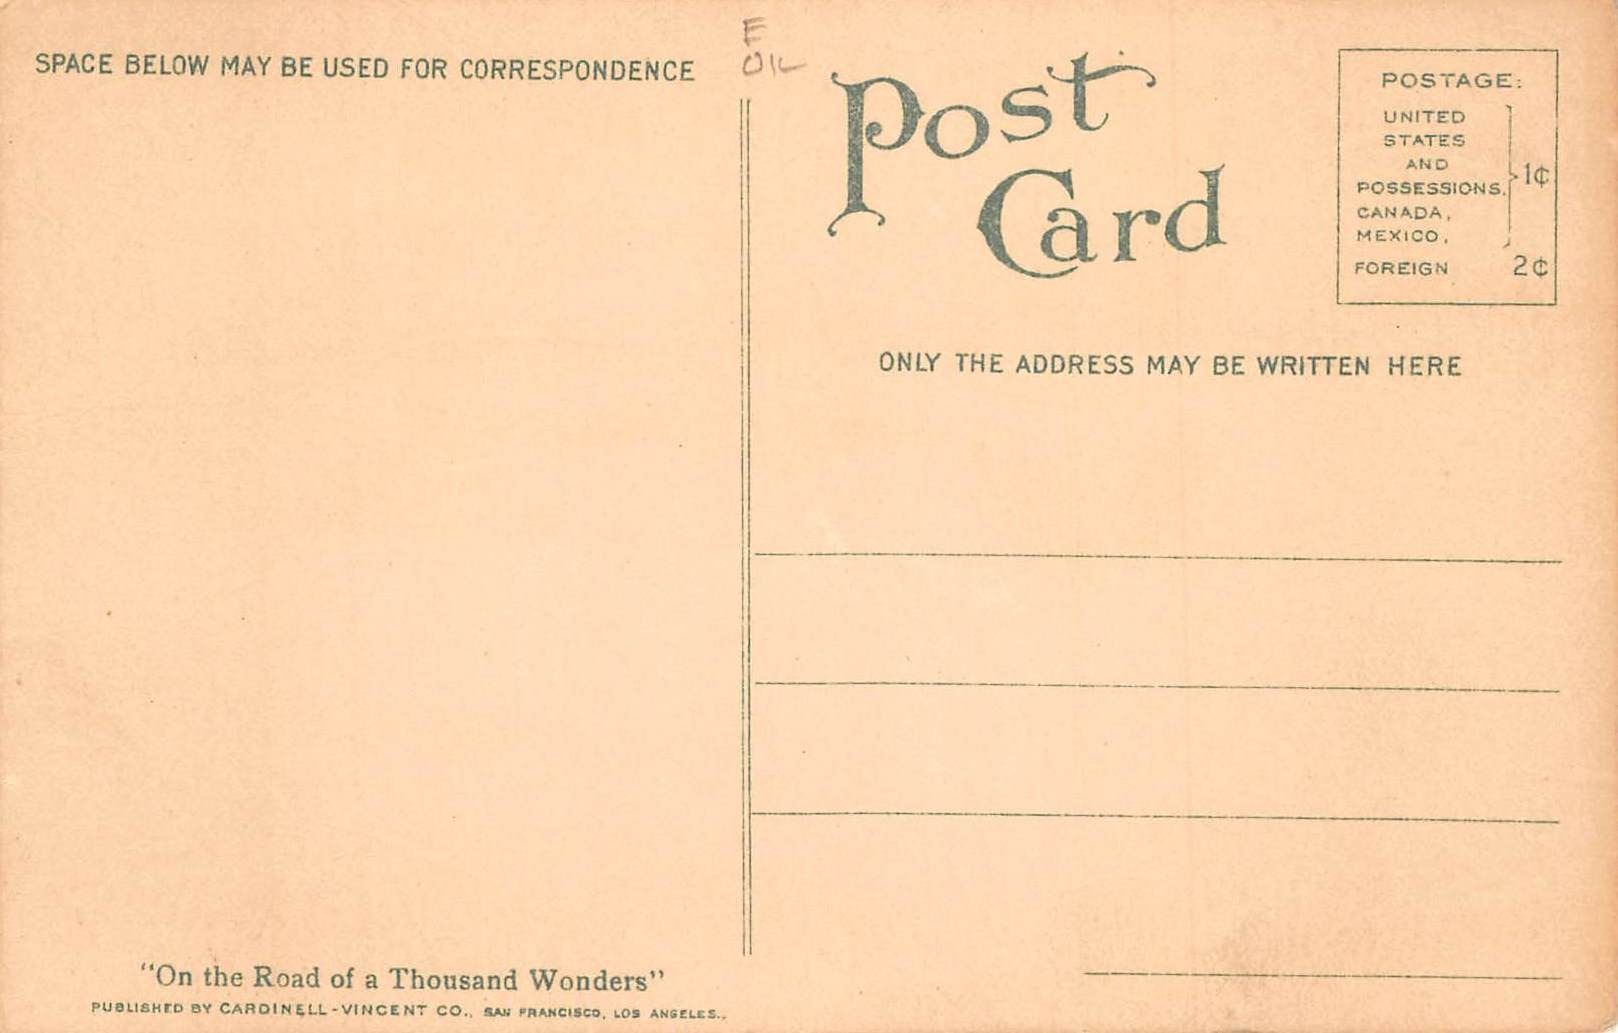 SPACE BELOW MAY BE USED FOR CORRESPONDENCE
E
OIL
Post
Card
POSTAGE:
UNITED
STATES
AND
POSSESSIONS,
CANADA,
MEXICO,
1¢
FOREIGN 2¢
ONLY THE ADDRESS MAY BE WRITTEN HERE
"On the Road of a Thousand Wonders"
PUBLISHED BY CARDINELL-VINCENT CO., SAN FRANCISCO, LOS ANGELES.,